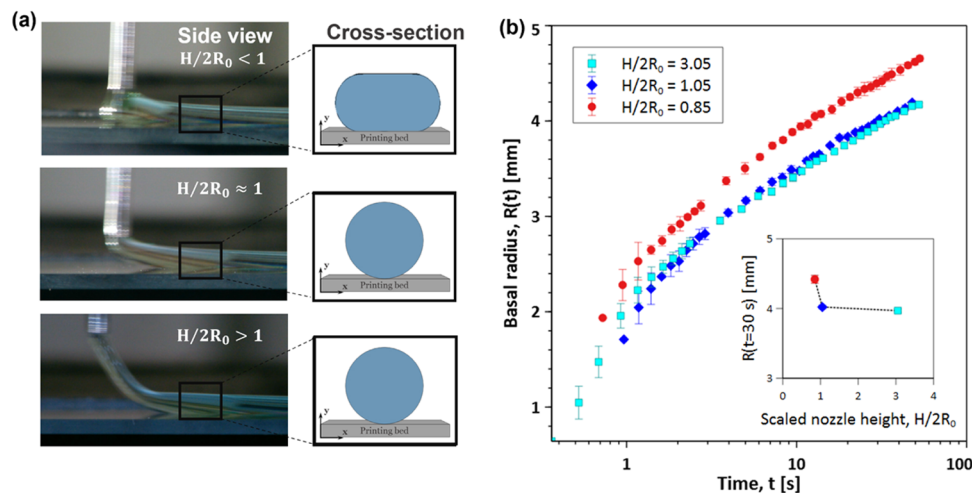 (a)
Side view
H/2R₀ < 1
Cross-section
y
x
Printing bed
H/2R₀ ≈ 1
y
x
Printing bed
H/2R₀ > 1
y
x
Printing bed
(b)
Basal radius, R(t) [mm]
5
4
3
2
1
H/2R₀ = 3.05
H/2R₀ = 1.05
H/2R₀ = 0.85
R(t=30 s) [mm]
5
4
3
0 1 2 3 4
Scaled nozzle height, H/2R₀
1 10 100
Time, t [s]